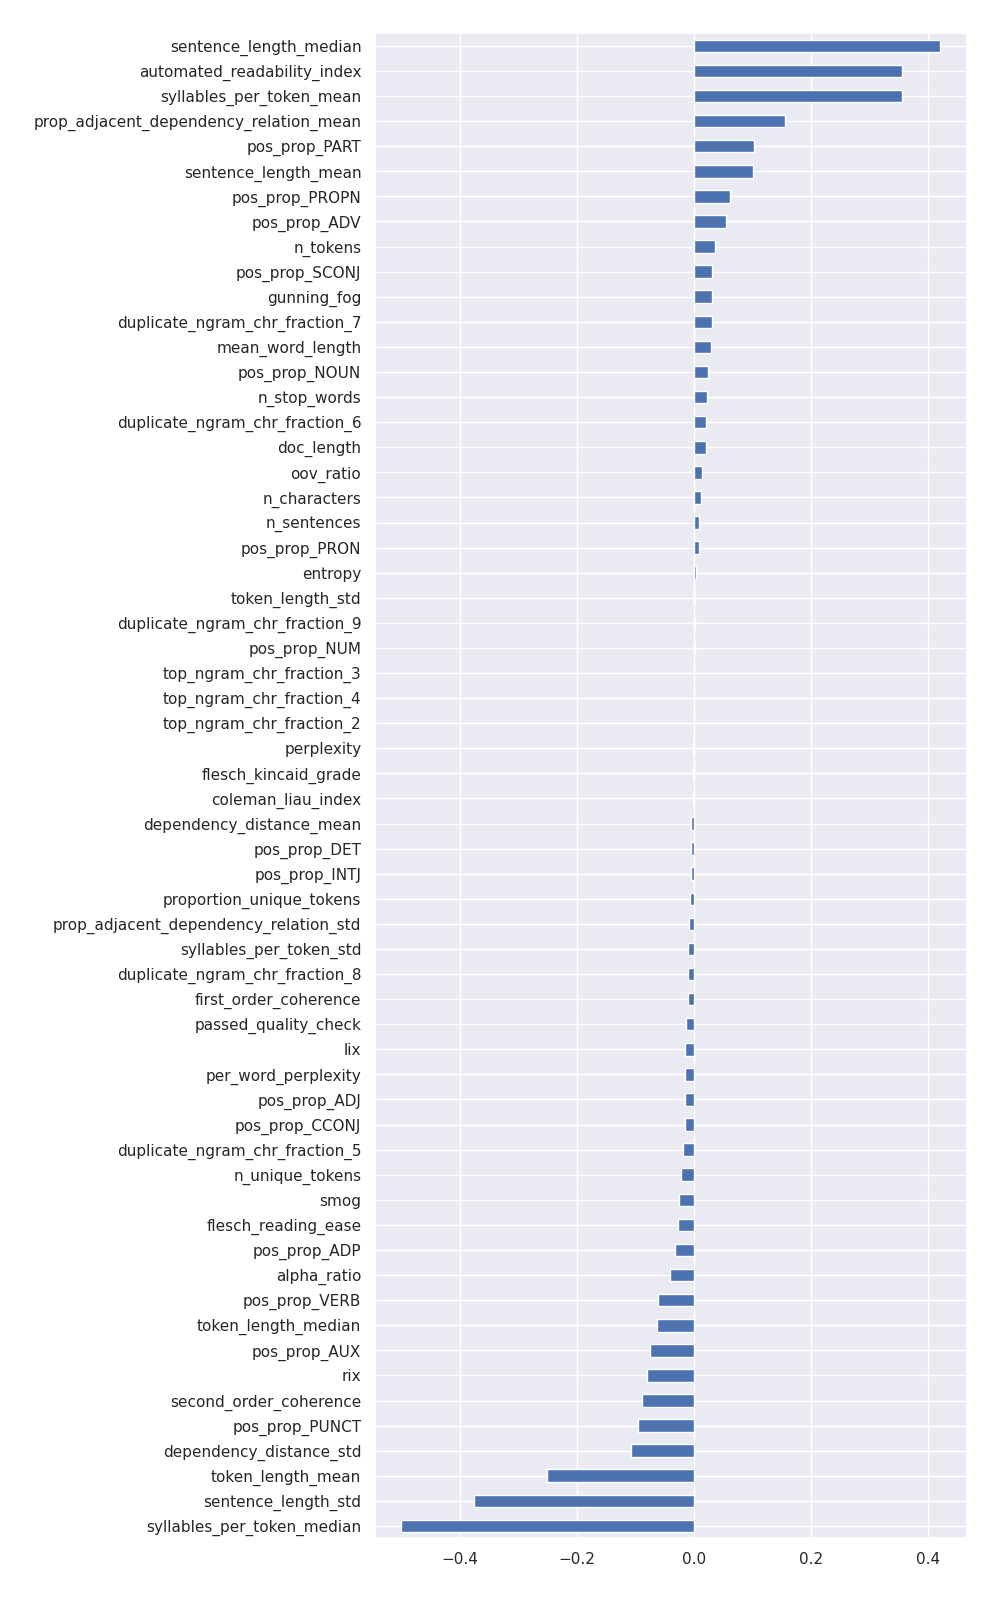 sentence_length_median
automated_readability_index
syllables_per_token_mean
prop_adjacent_dependency_relation_mean
pos_prop_PART
sentence_length_mean
pos_prop_PROPN
pos_prop_ADV
n_tokens
pos_prop_SCONJ
gunning_fog
duplicate_ngram_chr_fraction_7
mean_word_length
pos_prop_NOUN
n_stop_words
duplicate_ngram_chr_fraction_6
doc_length
oov_ratio
n_characters
n_sentences
pos_prop_PRON
entropy
token_length_std
duplicate_ngram_chr_fraction_9
pos_prop_NUM
top_ngram_chr_fraction_3
top_ngram_chr_fraction_4
top_ngram_chr_fraction_2
perplexity
flesch_kincaid_grade
coleman_liau_index
dependency_distance_mean
pos_prop_DET
pos_prop_INTJ
proportion_unique_tokens
prop_adjacent_dependency_relation_std
syllables_per_token_std
duplicate_ngram_chr_fraction_8
first_order_coherence
passed_quality_check
lix
per_word_perplexity
pos_prop_ADJ
pos_prop_CCONJ
duplicate_ngram_chr_fraction_5
n_unique_tokens
smog
flesch_reading_ease
pos_prop_ADP
alpha_ratio
pos_prop_VERB
token_length_median
pos_prop_AUX
rix
second_order_coherence
pos_prop_PUNCT
dependency_distance_std
token_length_mean
sentence_length_std
syllables_per_token_median
−0.4 −0.2 0.0 0.2 0.4